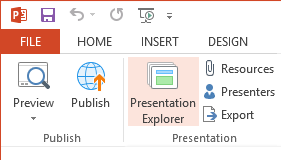 FILE HOME INSERT DESIGN
Preview Publish Presentation Explorer
Resources
Presenters
Export
Publish Presentation